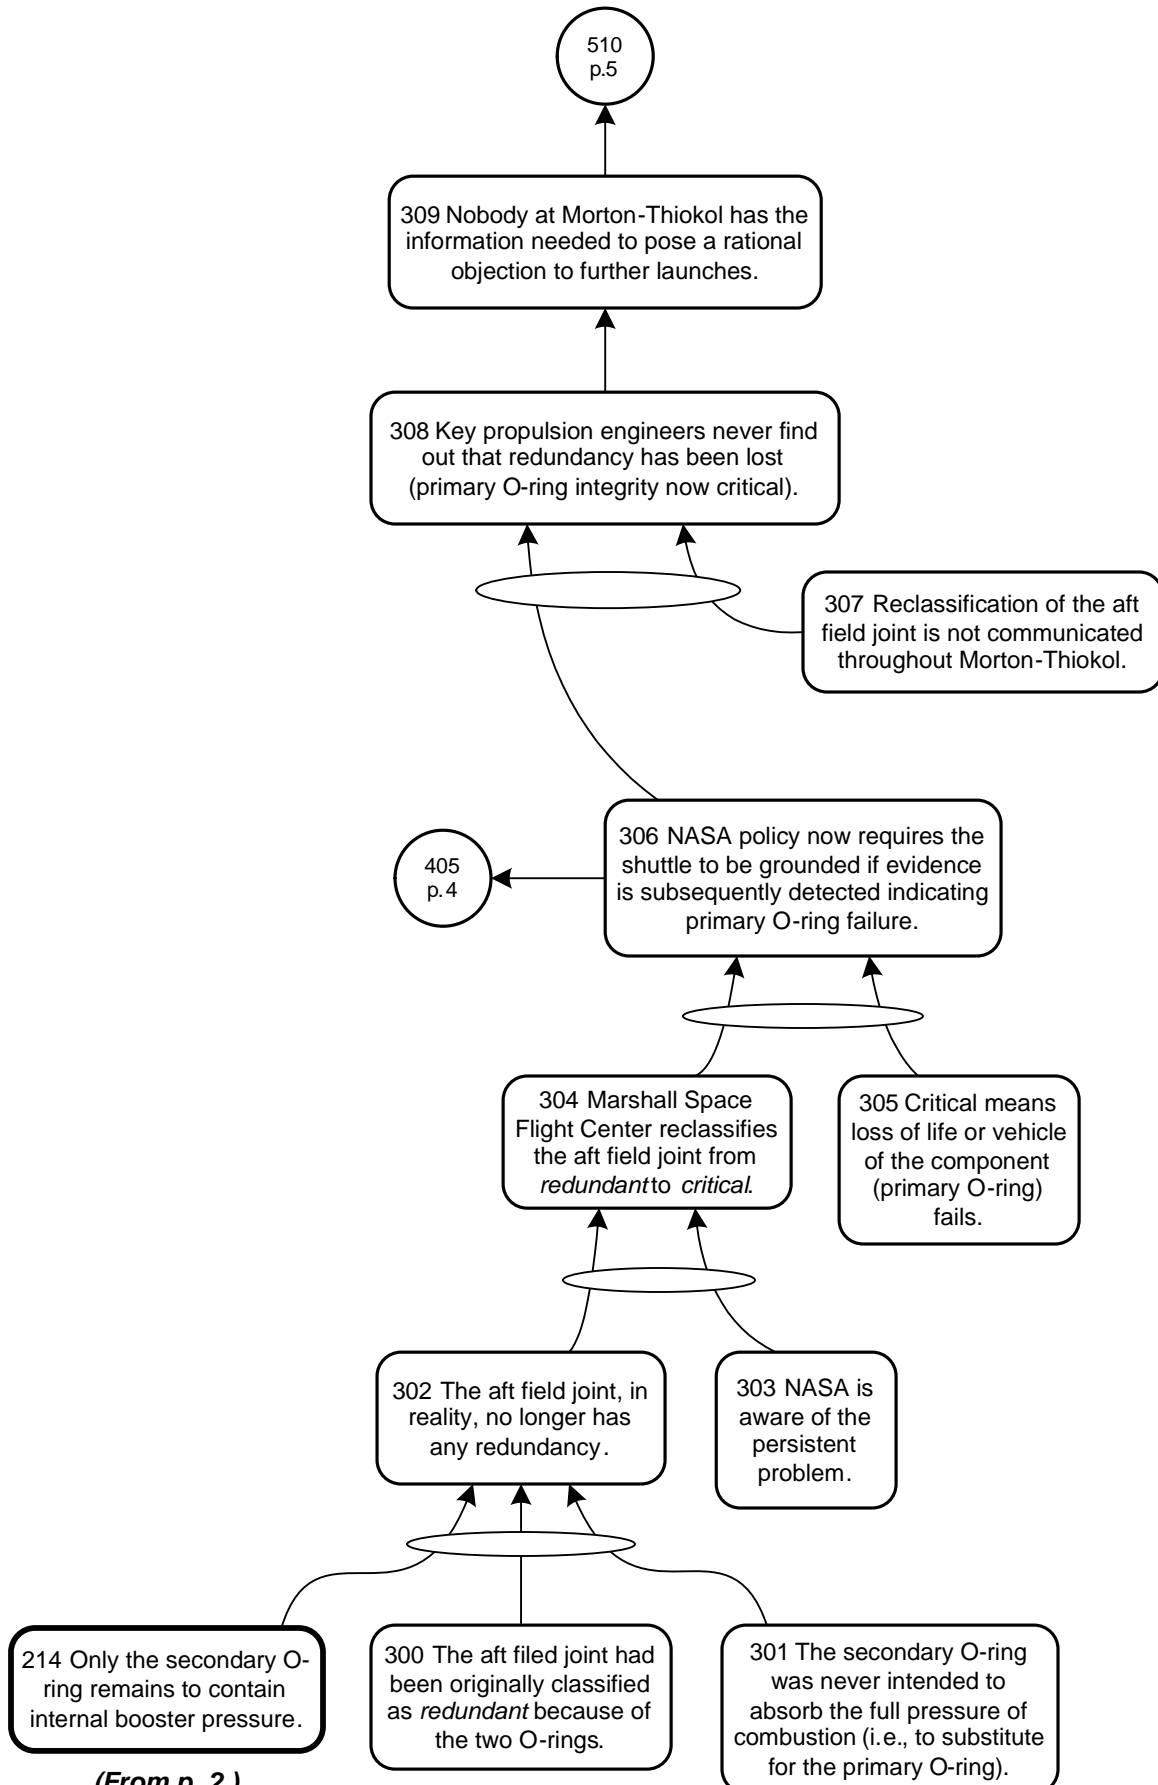 510
p.5
309 Nobody at Morton-Thiokol has the
information needed to pose a rational
objection to further launches.
308 Key propulsion engineers never find
out that redundancy has been lost
(primary O-ring integrity now critical).
307 Reclassification of the aft
field joint is not communicated
throughout Morton-Thiokol.
306 NASA policy now requires the
shuttle to be grounded if evidence
is subsequently detected indicating
primary O-ring failure.
405
p.4
304 Marshall Space
Flight Center reclassifies
the aft field joint from
redundant to critical.
305 Critical means
loss of life or vehicle
of the component
(primary O-ring)
fails.
302 The aft field joint, in
reality, no longer has
any redundancy.
303 NASA is
aware of the
persistent
problem.
214 Only the secondary O-
ring remains to contain
internal booster pressure.
300 The aft filed joint had
been originally classified
as redundant because of
the two O-rings.
301 The secondary O-ring
was never intended to
absorb the full pressure of
combustion (i.e., to substitute
for the primary O-ring).
(From p. 2.)